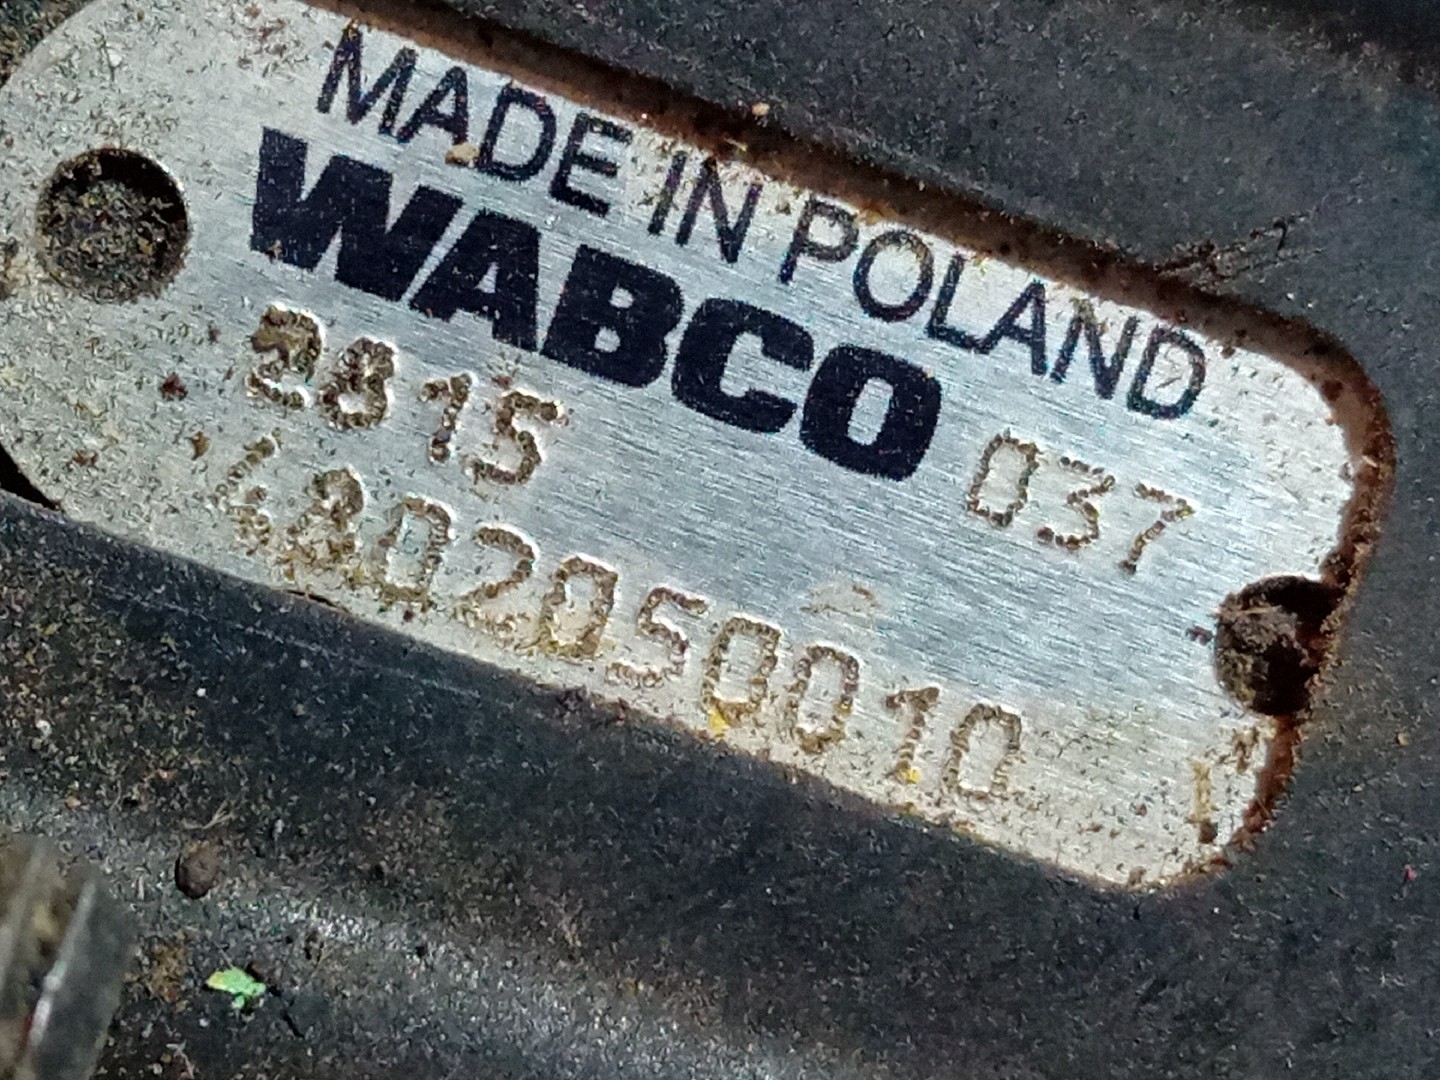 MADE IN POLAND
WABCO
2815 037
4802050010